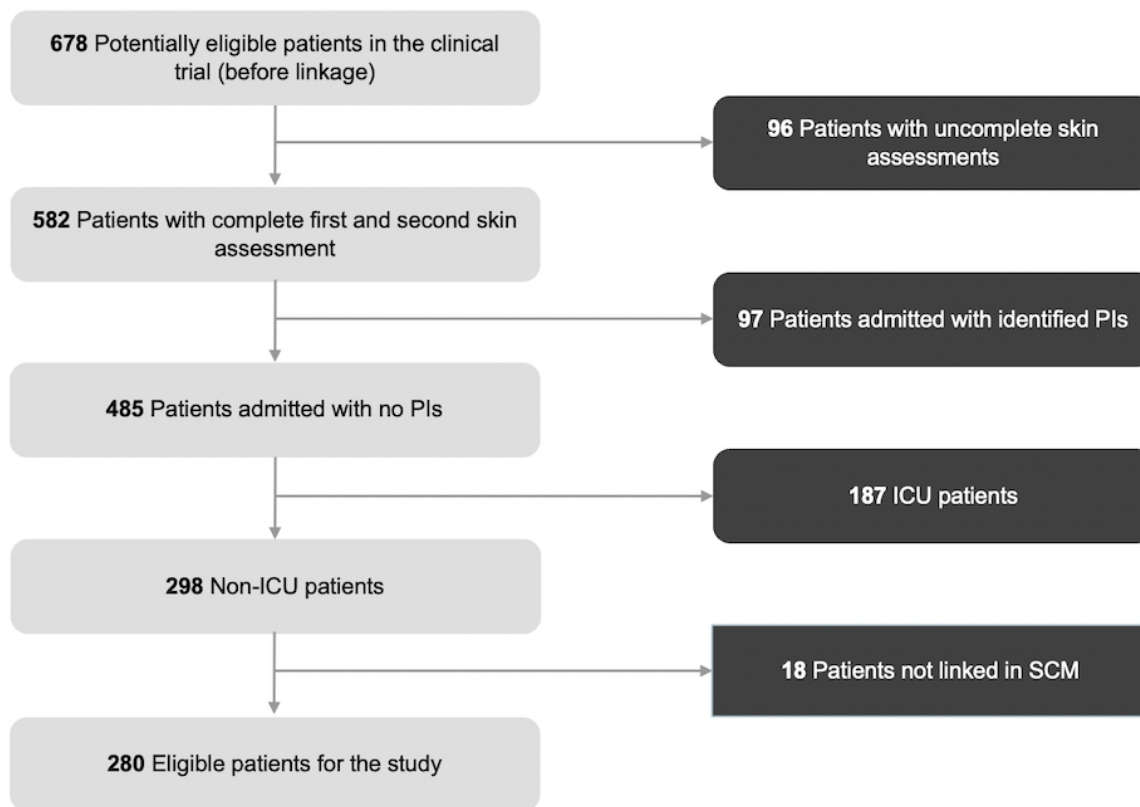 678 Potentially eligible patients in the clinical
trial (before linkage)
96 Patients with uncomplete skin
assessments
582 Patients with complete first and second skin
assessment
97 Patients admitted with identified PIs
485 Patients admitted with no PIs
187 ICU patients
298 Non-ICU patients
18 Patients not linked in SCM
280 Eligible patients for the study